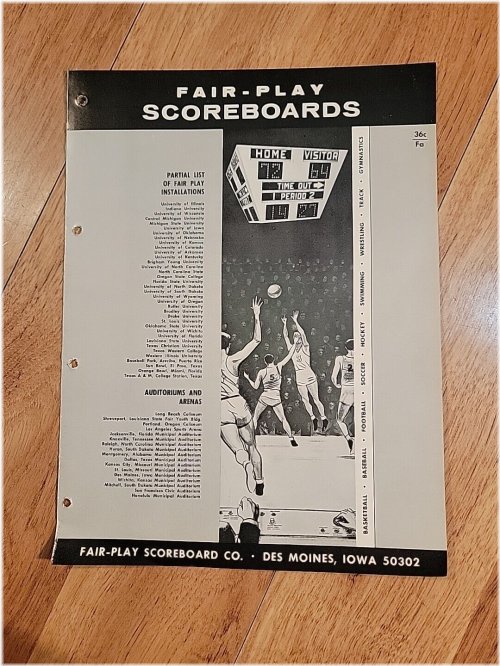 FAIR-PLAY
SCOREBOARDS
36c
Fa
HOME VISITOR
72 64
TIME OUT
PERIOD 2
PARTIAL LIST
OF FAIR PLAY
INSTALLATIONS
University of Illinois
Indiana University
University of Wisconsin
Central Michigan University
Michigan State University
University of Iowa
University of Oklahoma
University of Nebraska
University of Kansas
University of Colorado
University of Arkansas
University of Kentucky
Brigham Young University
University of North Carolina
North Carolina State
Oregon State College
Florida State University
University of North Dakota
University of South Dakota
University of Wyoming
University of Oregon
Butler University
Bradley University
Drake University
St. Louis University
Oklahoma State University
University of Wichita
University of Florida
Louisiana State University
Texas Christian University
Texas Western College
Western Illinois University
Baseball Park, Puerto Rico
Sun Bowl, El Paso, Texas
Orange Bowl, Miami, Florida
Texas A & M, College Station, Texas
AUDITORIUMS AND
ARENAS
Long Beach Coliseum
Shreveport, Louisiana State Fair Youth Bldg.
Portland, Oregon Coliseum
Los Angeles Sports Arena
Jacksonville, Florida Municipal Auditorium
Knoxville, Tennessee Municipal Auditorium
Raleigh, North Carolina Municipal Auditorium
Huron, South Dakota Municipal Auditorium
Montgomery, Alabama Municipal Auditorium
Dallas, Texas Municipal Auditorium
Kansas City, Missouri Municipal Auditorium
St. Louis, Missouri Municipal Auditorium
Des Moines, Iowa Municipal Auditorium
Wichita, Kansas Municipal Auditorium
Mitchell, South Dakota Municipal Auditorium
San Francisco Civic Auditorium
Honolulu Municipal Auditorium
BASKETBALL · BASEBALL · FOOTBALL · SOCCER · HOCKEY · SWIMMING · WRESTLING · TRACK · GYMNASTICS
FAIR-PLAY SCOREBOARD CO. · DES MOINES, IOWA 50302